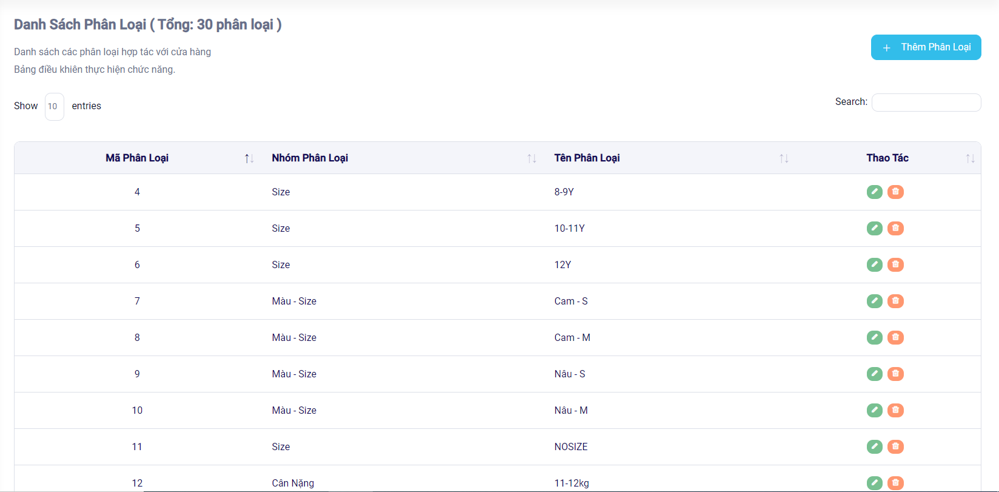 Danh Sách Phân Loại ( Tổng: 30 phân loại )
Danh sách các phân loại hợp tác với cửa hàng
Bảng điều khiên thực hiện chức năng.
Thêm Phân Loại
Show 10 entries
Search:
Mã Phân Loại Nhóm Phân Loại Tên Phân Loại Thao Tác
4 Size 8-9Y
5 Size 10-11Y
6 Size 12Y
7 Màu - Size Cam - S
8 Màu - Size Cam - M
9 Màu - Size Nâu - S
10 Màu - Size Nâu - M
11 Size NOSIZE
12 Cân Nặng 11-12kg